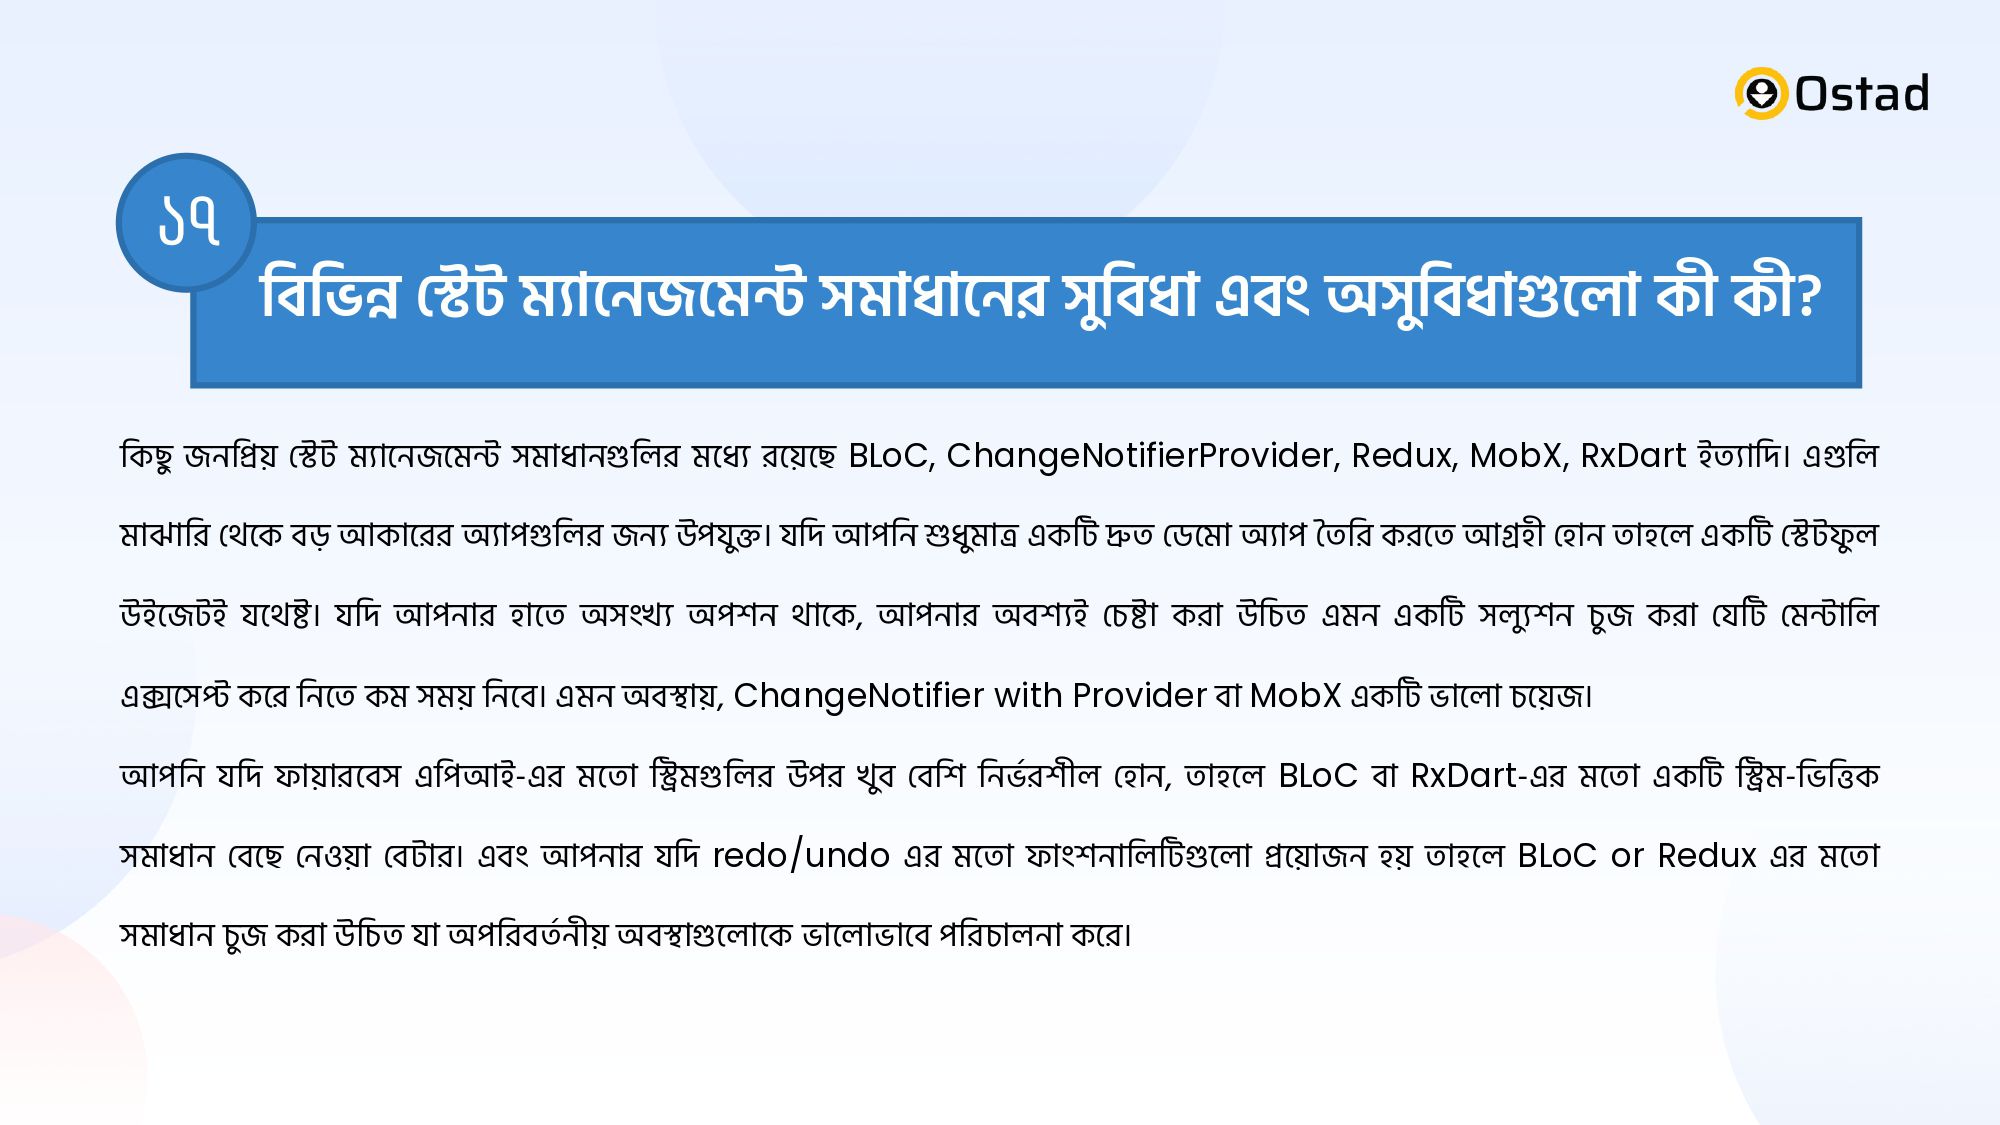 Ostad
১৭
বিভিন্ন স্টেট ম্যানেজমেন্ট সমাধানের সুবিধা এবং অসুবিধাগুলো কী কী?
কিছু জনপ্রিয় স্টেট ম্যানেজমেন্ট সমাধানগুলির মধ্যে রয়েছে BLoC, ChangeNotifierProvider, Redux, MobX, RxDart ইত্যাদি। এগুলি
মাঝারি থেকে বড় আকারের অ্যাপগুলির জন্য উপযুক্ত। যদি আপনি শুধুমাত্র একটি দ্রুত ডেমো অ্যাপ তৈরি করতে আগ্রহী হোন তাহলে একটি স্টেটফুল
উইজেটই যথেষ্ট। যদি আপনার হাতে অসংখ্য অপশন থাকে, আপনার অবশ্যই চেষ্টা করা উচিত এমন একটি সল্যুশন চুজ করা যেটি মেন্টালি
এক্সসেপ্ট করে নিতে কম সময় নিবে। এমন অবস্থায়, ChangeNotifier with Provider বা MobX একটি ভালো চয়েজ।
আপনি যদি ফায়ারবেস এপিআই-এর মতো স্ট্রিমগুলির উপর খুব বেশি নির্ভরশীল হোন, তাহলে BLoC বা RxDart-এর মতো একটি স্ট্রিম-ভিত্তিক
সমাধান বেছে নেওয়া বেটার। এবং আপনার যদি redo/undo এর মতো ফাংশনালিটিগুলো প্রয়োজন হয় তাহলে BLoC or Redux এর মতো
সমাধান চুজ করা উচিত যা অপরিবর্তনীয় অবস্থাগুলোকে ভালোভাবে পরিচালনা করে।